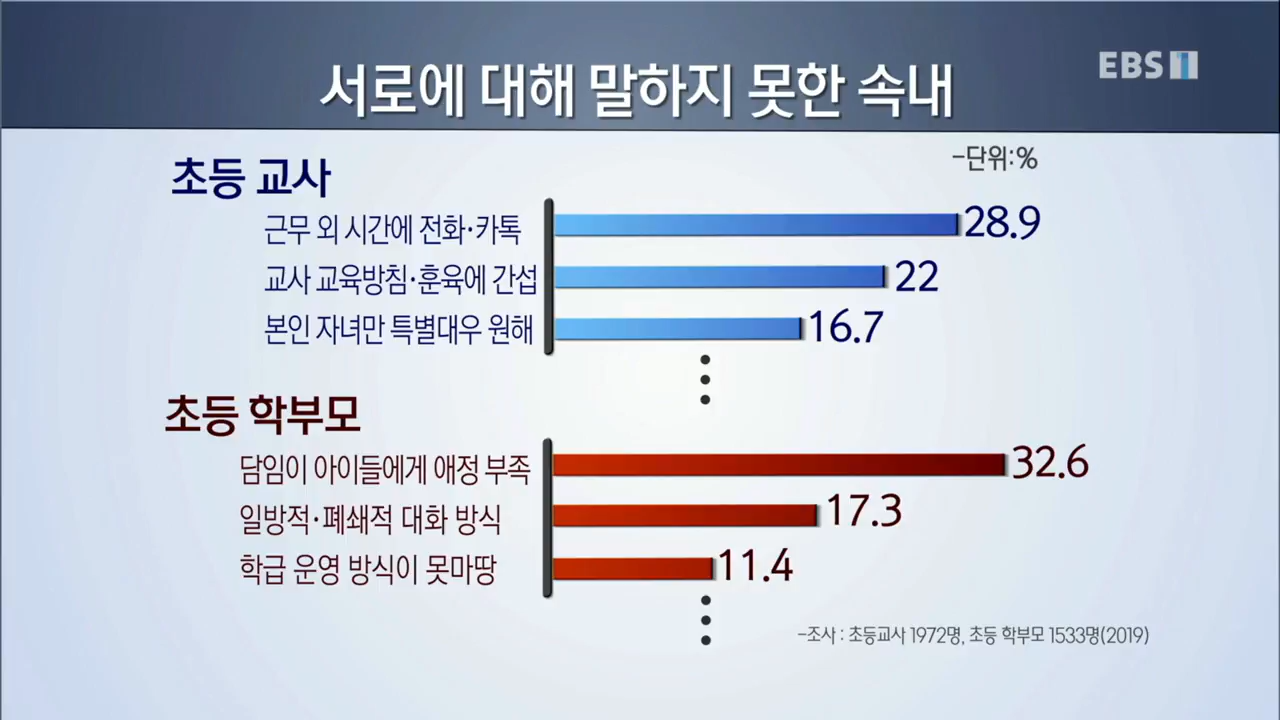 서로에 대해 말하지 못한 속내
EBS 1
-단위:%
초등 교사
근무 외 시간에 전화·카톡 28.9
교사 교육방침·훈육에 간섭 22
본인 자녀만 특별대우 원해 16.7
초등 학부모
담임이 아이들에게 애정 부족 32.6
일방적·폐쇄적 대화 방식 17.3
학급 운영 방식이 못마땅 11.4
-조사 : 초등교사 1972명, 초등 학부모 1533명(2019)